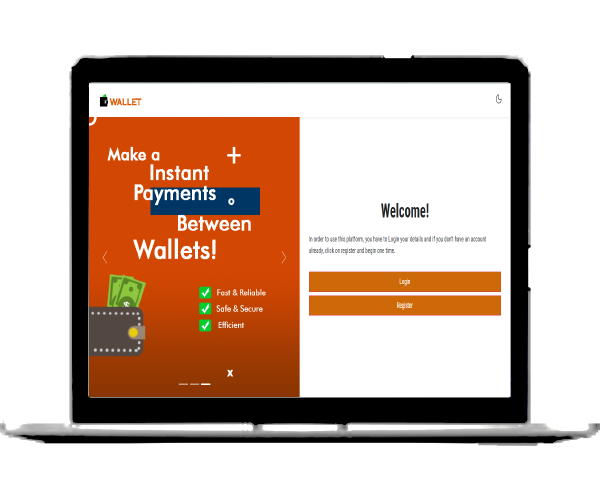 WALLET
Make a
Instant
Payments
Between
Wallets!
Fast & Reliable
Safe & Secure
Efficient
Welcome!
In order to use this platform, you have to Login your details and if you don't have an account
already, click on register and begin one time.
Login
Register